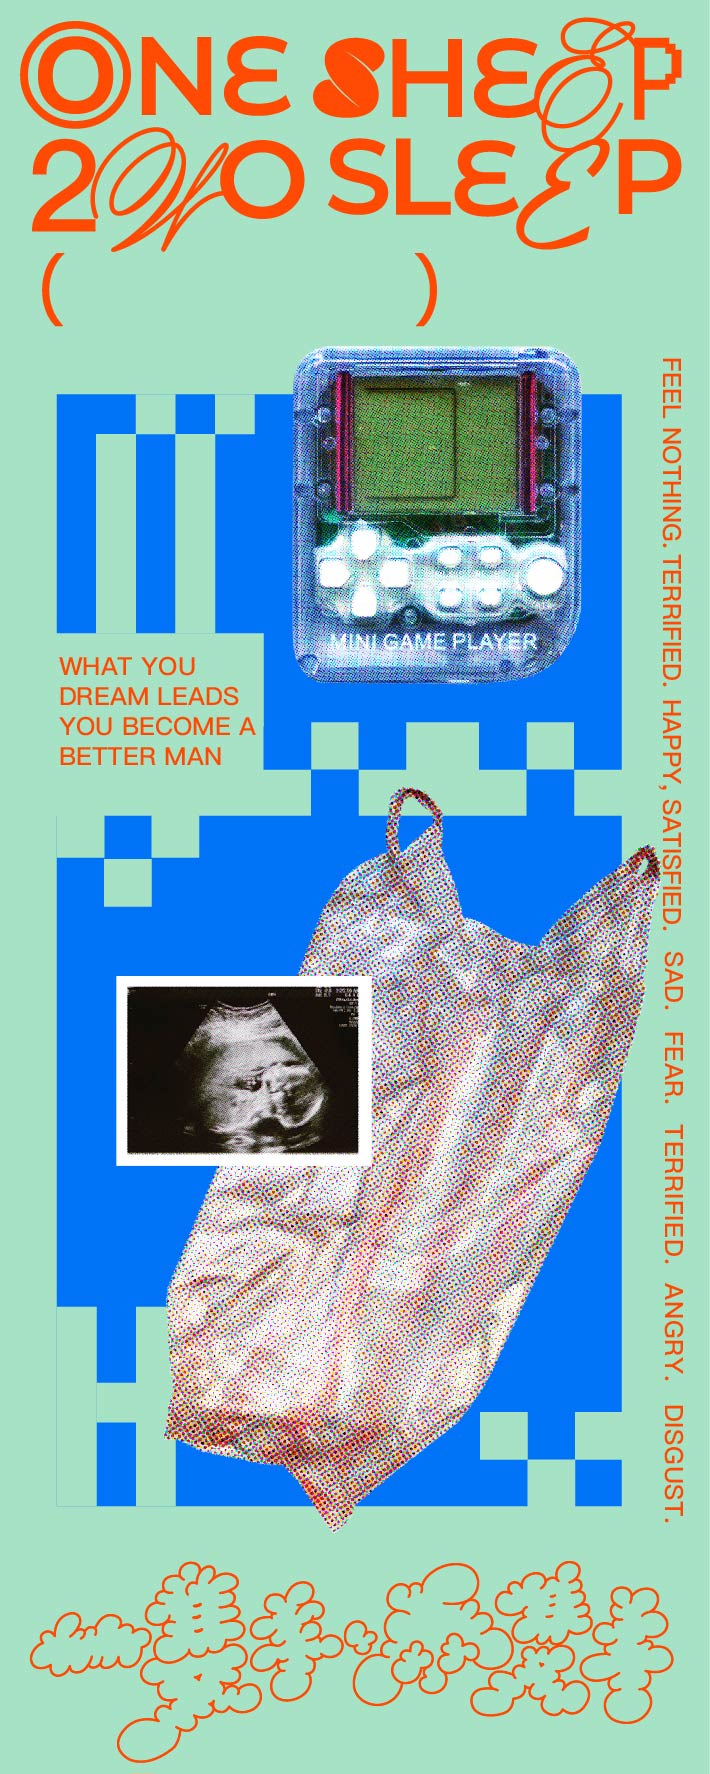 ONE SHEEP
2WO SLEEP
( )
MINI GAME PLAYER
WHAT YOU
DREAM LEADS
YOU BECOME A
BETTER MAN
FEEL NOTHING. TERRIFIED. HAPPY, SATISFIED. SAD. FEAR. TERRIFIED. ANGRY. DISGUST.